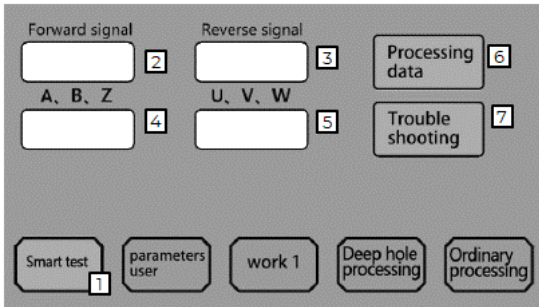 Forward signal Reverse signal
2 3 Processing data 6
A、B、Z U、V、W
4 5 Trouble shooting 7
Smart test 1 parameters user work 1 Deep hole processing Ordinary processing